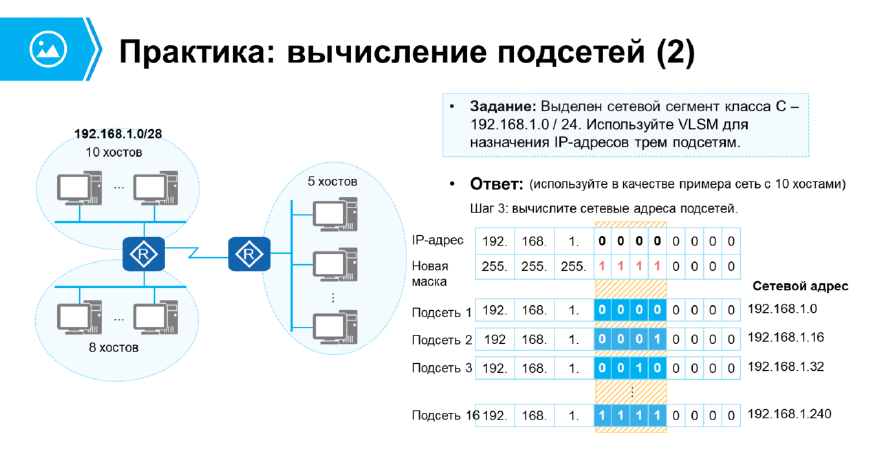 Практика: вычисление подсетей (2)
• Задание: Выделен сетевой сегмент класса C –
192.168.1.0 / 24. Используйте VLSM для
назначения IP-адресов трем подсетям.
192.168.1.0/28
10 хостов
...
R
R
...
8 хостов
5 хостов
...
• Ответ: (используйте в качестве примера сеть с 10 хостами)
Шаг 3: вычислите сетевые адреса подсетей.
IP-адрес 192. 168. 1. 0 0 0 0 0 0 0 0
Новая
маска 255. 255. 255. 1 1 1 1 0 0 0 0
Сетевой адрес
Подсеть 1 192. 168. 1. 0 0 0 0 0 0 0 0 192.168.1.0
Подсеть 2 192 168. 1. 0 0 0 1 0 0 0 0 192.168.1.16
Подсеть 3 192. 168. 1. 0 0 1 0 0 0 0 0 192.168.1.32
...
Подсеть 16 192. 168. 1. 1 1 1 1 0 0 0 0 192.168.1.240